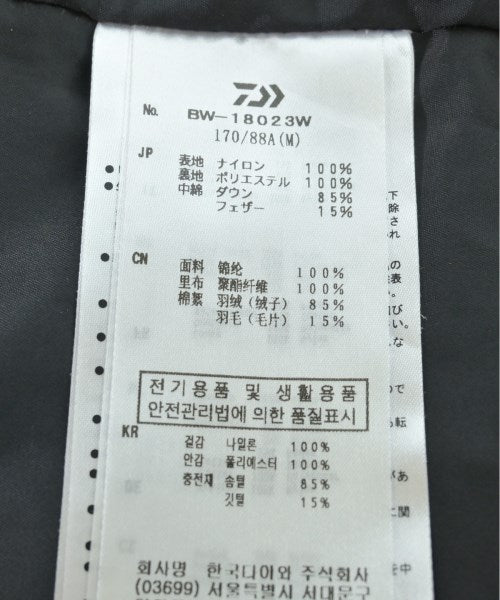 No. BW-18023W
170/88A(M)
JP
表地 ナイロン 100%
裏地 ポリエステル 100%
中綿 ダウン 85%
フェザー 15%
CN
面料 锦纶 100%
里布 聚酯纤维 100%
棉絮 羽绒(绒子) 85%
羽毛(毛片) 15%
전기용품 및 생활용품
안전관리법에 의한 품질표시
KR
겉감 나일론 100%
안감 폴리에스터 100%
충전재 솜털 85%
깃털 15%
회사명 한국다이와 주식회사
(03699) 서울특별시 서대문구